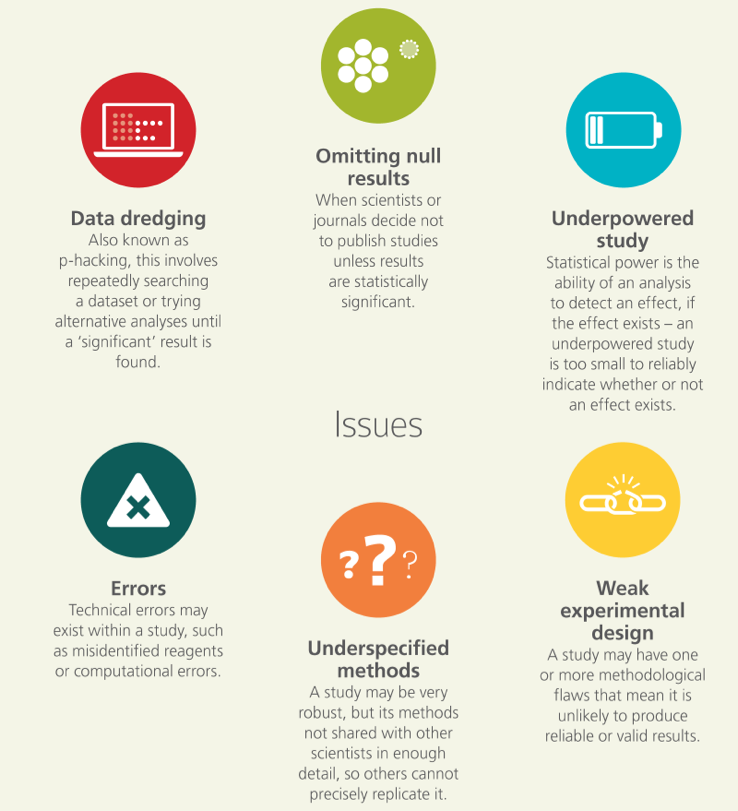 Data dredging
Also known as
p-hacking, this involves
repeatedly searching
a dataset or trying
alternative analyses until
a ‘significant’ result is
found.
Omitting null
results
When scientists or
journals decide not
to publish studies
unless results
are statistically
significant.
Underpowered
study
Statistical power is the
ability of an analysis
to detect an effect, if
the effect exists – an
underpowered study
is too small to reliably
indicate whether or not
an effect exists.
Issues
Errors
Technical errors may
exist within a study, such
as misidentified reagents
or computational errors.
???
Underspecified
methods
A study may be very
robust, but its methods
not shared with other
scientists in enough
detail, so others cannot
precisely replicate it.
Weak
experimental
design
A study may have one
or more methodological
flaws that mean it is
unlikely to produce
reliable or valid results.